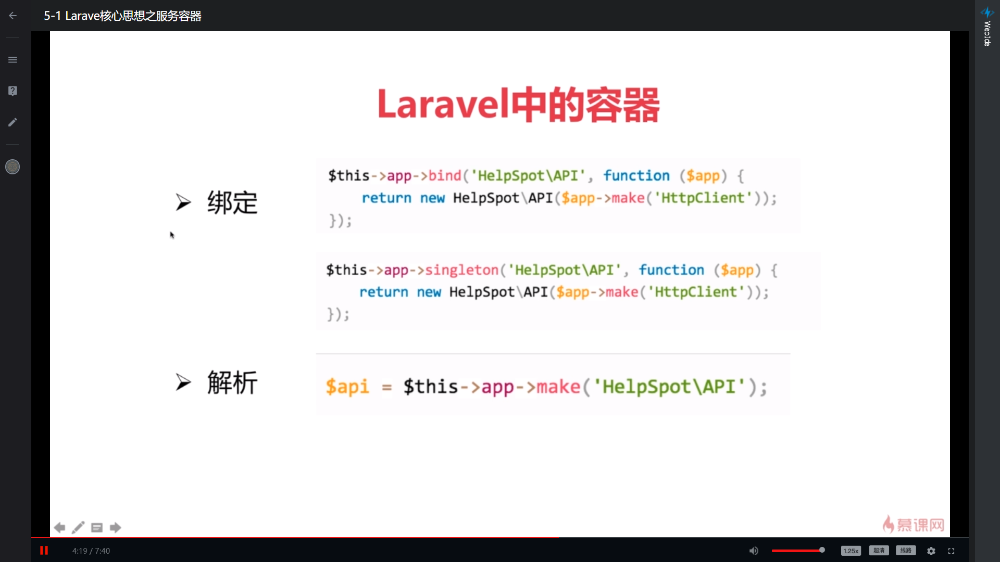 5-1 Larave核心思想之服务容器
WebIde
Laravel中的容器
➢ 绑定
$this->app->bind('HelpSpot\API', function ($app) {
    return new HelpSpot\API($app->make('HttpClient'));
});
$this->app->singleton('HelpSpot\API', function ($app) {
    return new HelpSpot\API($app->make('HttpClient'));
});
➢ 解析
$api = $this->app->make('HelpSpot\API');
慕课网
4:19 / 7:40
1.25x
超清
线路